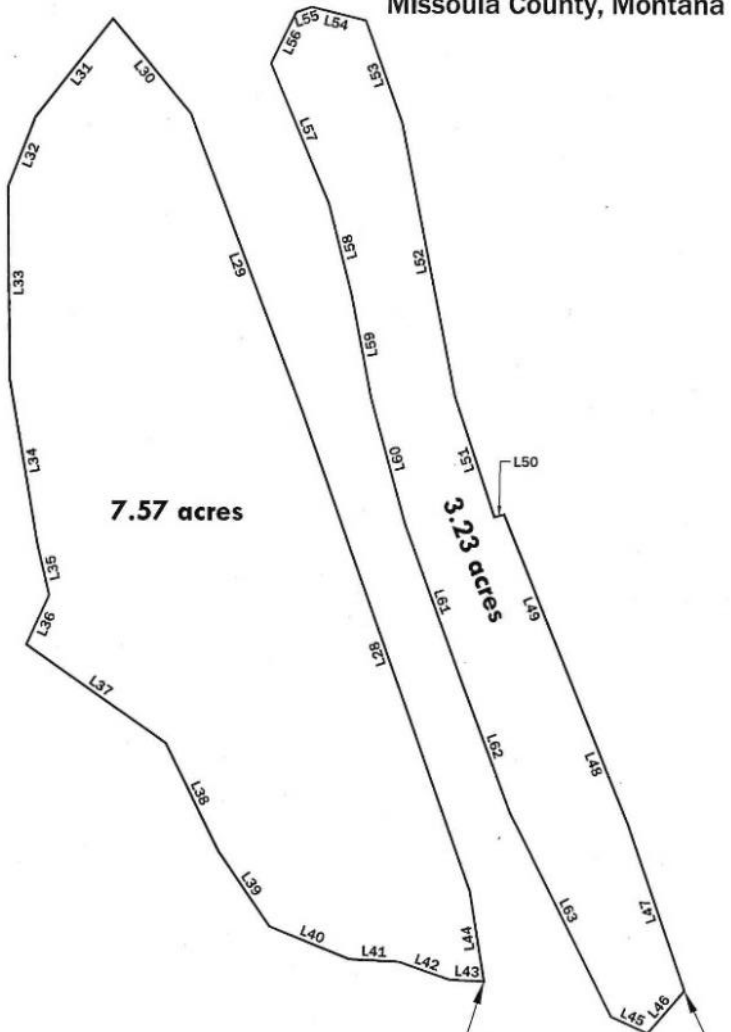 Missoula County, Montana
L55
L54
L56
L53
L31
L30
L57
L32
L58
L29
L52
L33
L59
L34
L60
L51
L50
7.57 acres
3.23 acres
L35
L61
L49
L36
L28
L37
L62
L48
L38
L39
L63
L47
L44
L40
L41
L42
L43
L45
L46